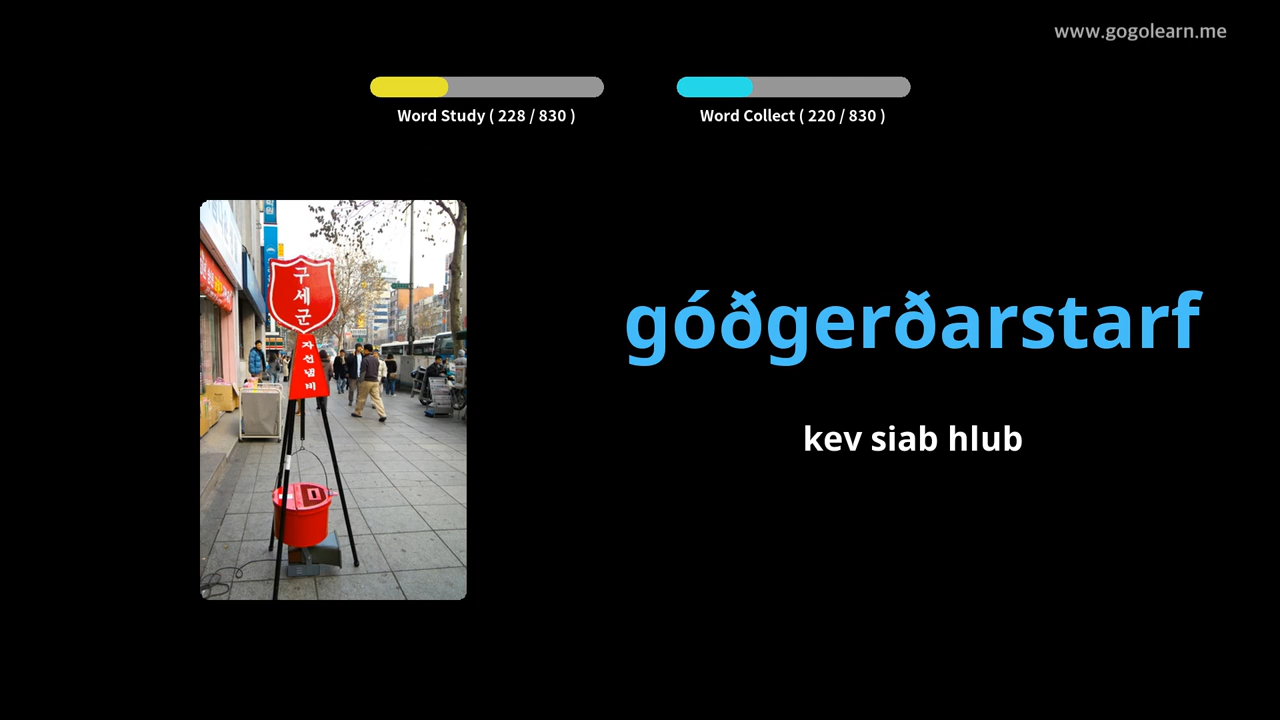 www.gogolearn.me
Word Study ( 228 / 830 )
Word Collect ( 220 / 830 )
구
세
군
자
선
냄
비
góðgerðarstarf
kev siab hlub